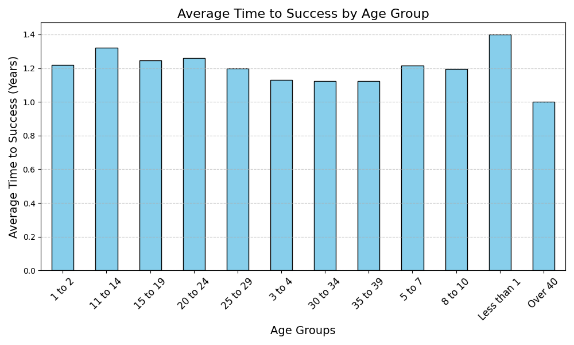 Average Time to Success by Age Group
Average Time to Success (Years)
1.4
1.2
1.0
0.8
0.6
0.4
0.2
0.0
1 to 2
11 to 14
15 to 19
20 to 24
25 to 29
3 to 4
30 to 34
35 to 39
5 to 7
8 to 10
Less than 1
Over 40
Age Groups